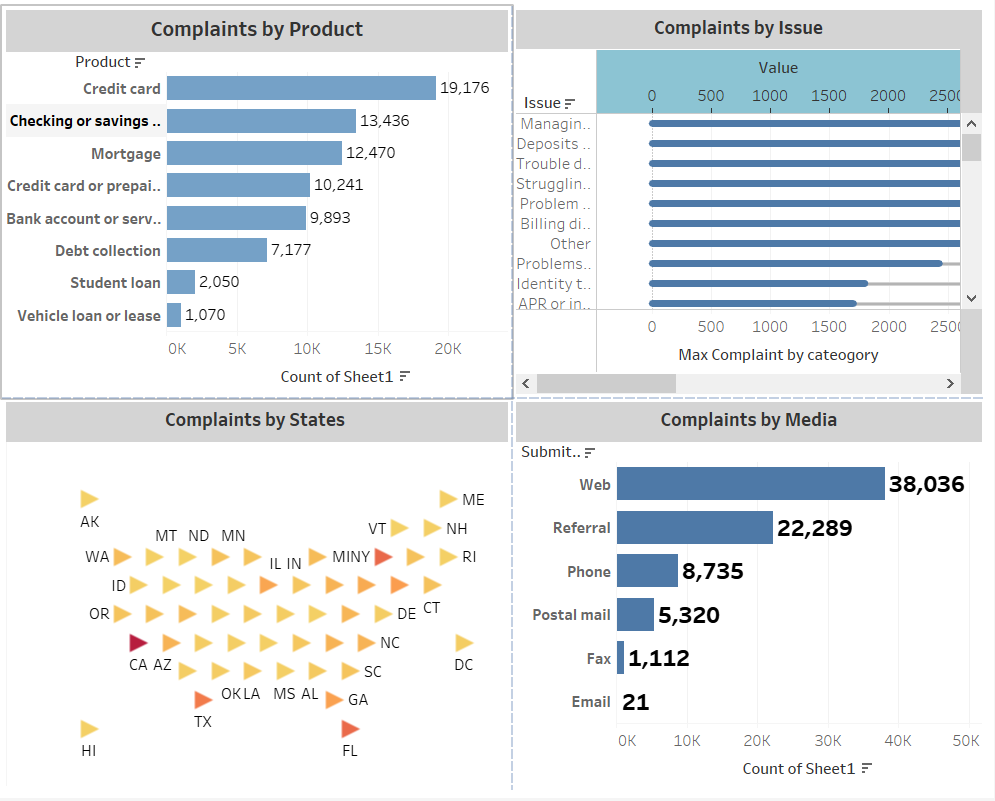 Complaints by Product
Product
Credit card 19,176
Checking or savings .. 13,436
Mortgage 12,470
Credit card or prepai.. 10,241
Bank account or serv.. 9,893
Debt collection 7,177
Student loan 2,050
Vehicle loan or lease 1,070
0K 5K 10K 15K 20K
Count of Sheet1
Complaints by Issue
Value
0 500 1000 1500 2000 2500
Issue
Managin..
Deposits ..
Trouble d..
Strugglin..
Problem ..
Billing di..
Other
Problems..
Identity t..
APR or in..
0 500 1000 1500 2000 2500
Max Complaint by cateogory
Complaints by States
ME
AK
VT NH
MT ND MN
WA IL IN MI NY RI
ID
CT
OR DE
NC
CA AZ DC
SC
OK LA MS AL GA
TX
HI FL
Complaints by Media
Submit..
Web 38,036
Referral 22,289
Phone 8,735
Postal mail 5,320
Fax 1,112
Email 21
0K 10K 20K 30K 40K 50K
Count of Sheet1